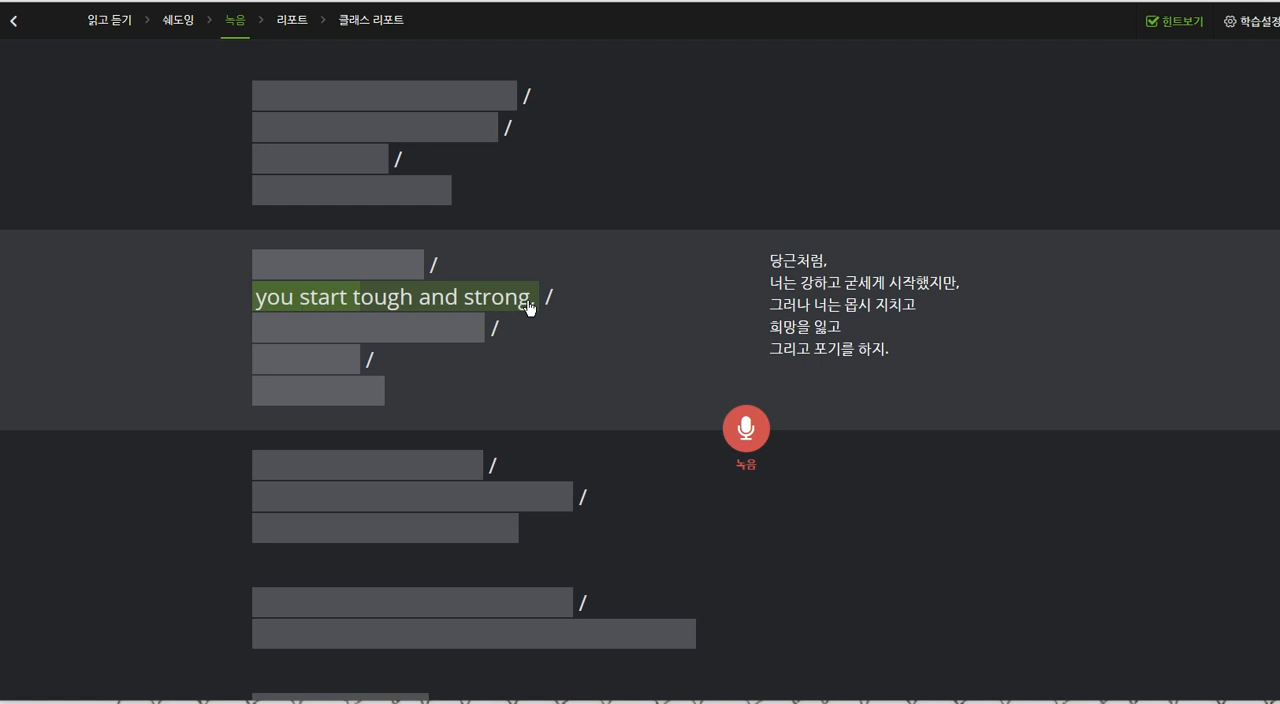 읽고 듣기 > 쉐도잉 > 녹음 > 리포트 > 클래스 리포트
힌트보기
학습설정
/
/
/
/
you start tough and strong, /
/
/
당근처럼,
너는 강하고 굳세게 시작했지만,
그러나 너는 몹시 지치고
희망을 잃고
그리고 포기를 하지.
녹음
/
/
/